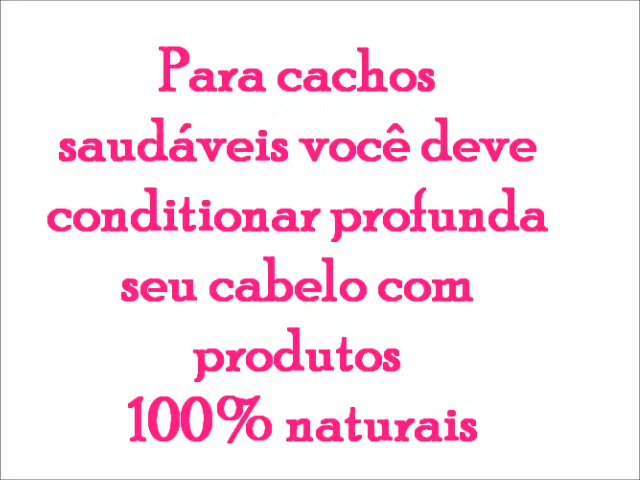 Para cachos
saudáveis você deve
conditionar profunda
seu cabelo com
produtos
100% naturais